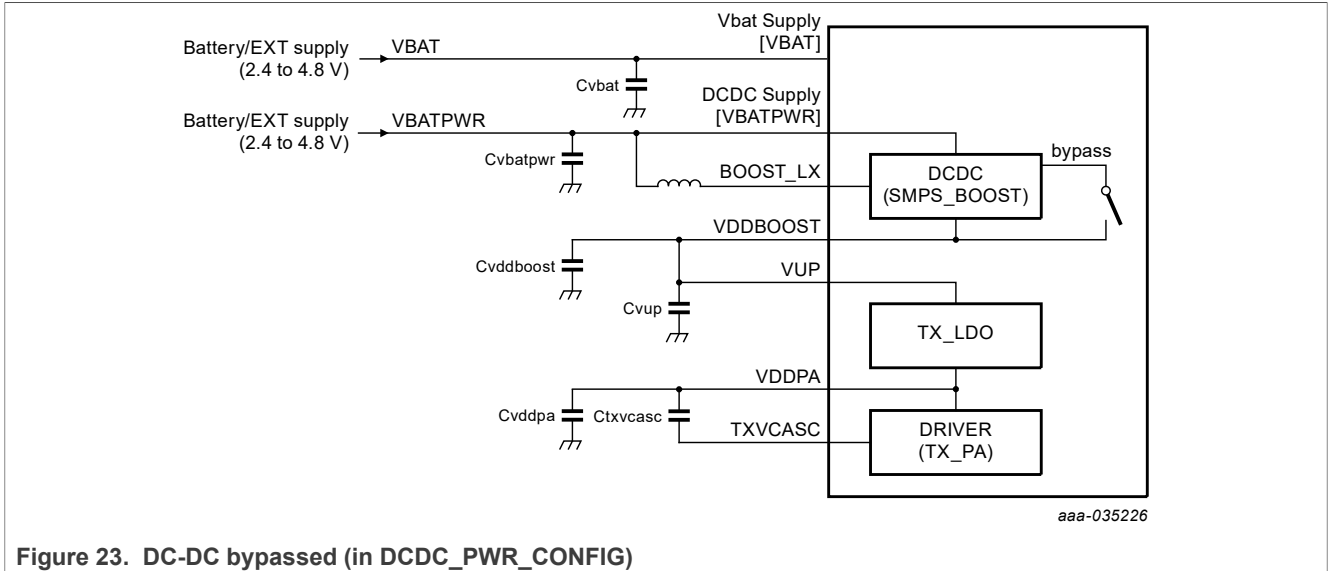 Vbat Supply
[VBAT]
Battery/EXT supply
(2.4 to 4.8 V)
VBAT
Cvbat
DCDC Supply
[VBATPWR]
Battery/EXT supply
(2.4 to 4.8 V)
VBATPWR
Cvbatpwr
BOOST_LX
DCDC
(SMPS_BOOST)
bypass
VDDBOOST
Cvddboost
VUP
Cvup
TX_LDO
VDDPA
Cvddpa
Ctxvcasc
TXVCASC
DRIVER
(TX_PA)
aaa-035226
Figure 23. DC-DC bypassed (in DCDC_PWR_CONFIG)